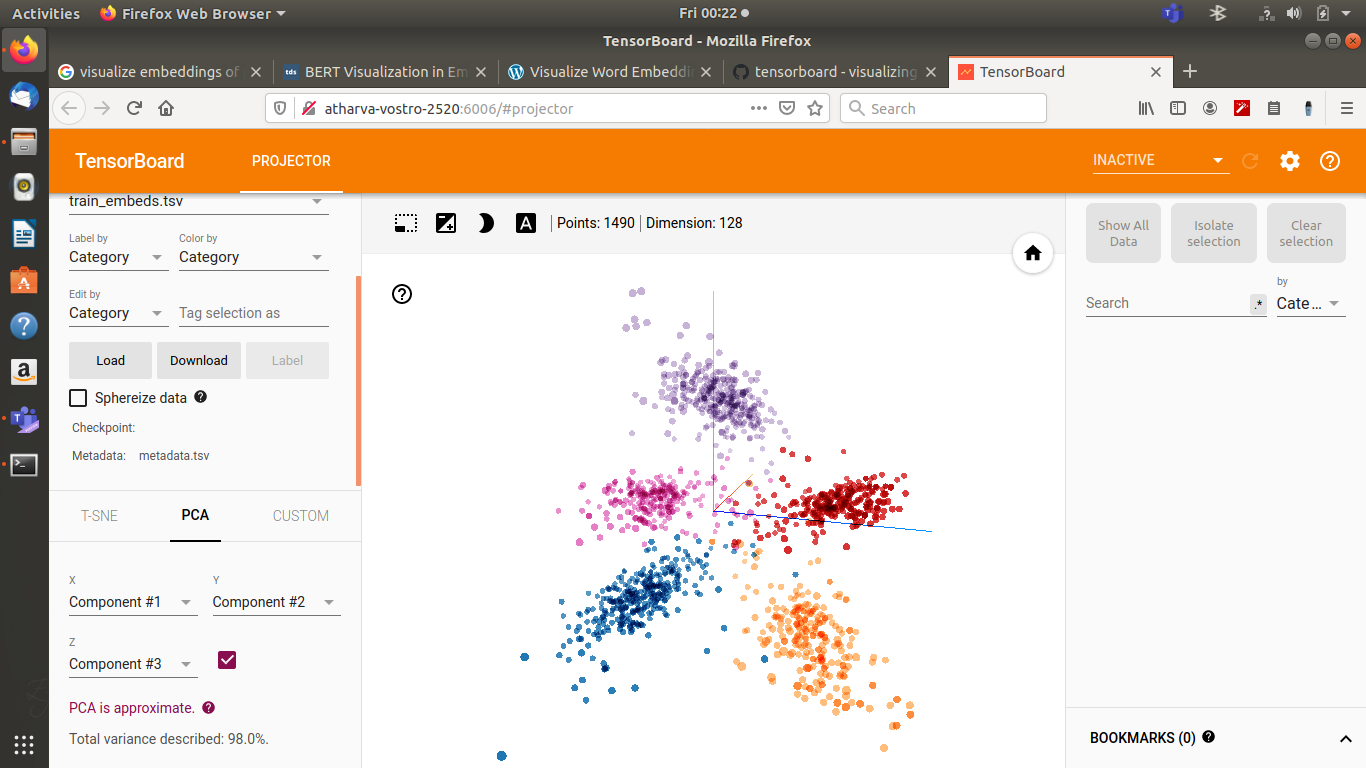 Activities Firefox Web Browser Fri 00:22
TensorBoard - Mozilla Firefox
visualize embeddings of tds BERT Visualization in Em Visualize Word Embeddi tensorboard - visualizing TensorBoard
atharva-vostro-2520:6006/#projector Search
TensorBoard PROJECTOR INACTIVE
train_embeds.tsv
Points: 1490 Dimension: 128
Show All Data Isolate selection Clear selection
Label by Color by
Category Category
Edit by
Category Tag selection as
by
Search .* Cate...
Load Download Label
Sphereize data
Checkpoint:
Metadata: metadata.tsv
T-SNE PCA CUSTOM
X Y
Component #1 Component #2
Z
Component #3
PCA is approximate.
Total variance described: 98.0%.
BOOKMARKS (0)